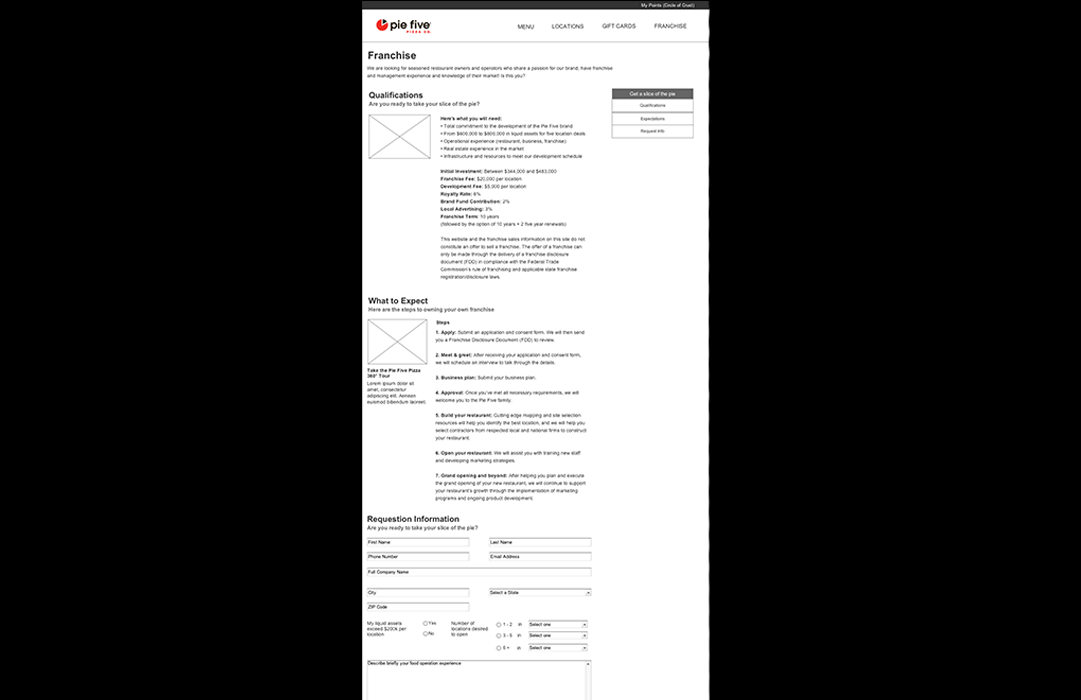 My Points (Circle of Crust)
pie five
PIZZA CO.
MENU
LOCATIONS
GIFT CARDS
FRANCHISE
Franchise
We are looking for seasoned restaurant owners and operators who share a passion for our brand, have franchise
and management experience and knowledge of their market! Is this you?
Get a slice of the pie
Qualifications
Expectations
Request Info
Qualifications
Are you ready to take your slice of the pie?
Here's what you will need:
• Total commitment to the development of the Pie Five brand
• From $600,000 to $800,000 in liquid assets for five location deals
• Operational experience (restaurant, business, franchise)
• Real estate experience in the market
• Infrastructure and resources to meet our development schedule
Initial Investment: Between $344,000 and $483,000
Franchise Fee: $20,000 per location
Development Fee: $5,000 per location
Royalty Rate: 6%
Brand Fund Contribution: 2%
Local Advertising: 3%
Franchise Term: 10 years
(followed by the option of 10 years + 2 five year renewals)
This website and the franchise sales information on this site do not
constitute an offer to sell a franchise. The offer of a franchise can
only be made through the delivery of a franchise disclosure
document (FDD) in compliance with the Federal Trade
Commission's rule of franchising and applicable state franchise
registration/disclosure laws.
What to Expect
Here are the steps to owning your own franchise
Take the Pie Five Pizza
360° Tour
Lorem ipsum dolor sit
amet, consectetur
adipiscing elit. Aenean
euismod bibendum laoreet.
Steps
1. Apply: Submit an application and consent form. We will then send
you a Franchise Disclosure Document (FDD) to review.
2. Meet & greet: After receiving your application and consent form,
we will schedule an interview to talk through the details.
3. Business plan: Submit your business plan.
4. Approval: Once you've met all necessary requirements, we will
welcome you to the Pie Five family.
5. Build your restaurant: Cutting edge mapping and site selection
resources will help you identify the best location, and we will help you
select contractors from respected local and national firms to construct
your restaurant.
6. Open your restaurant: We will assist you with training new staff
and developing marketing strategies.
7. Grand opening and beyond: After helping you plan and execute
the grand opening of your new restaurant, we will continue to support
your restaurant's growth through the implementation of marketing
programs and ongoing product development.
Requestion Information
Are you ready to take your slice of the pie?
First Name
Last Name
Phone Number
Email Address
Full Company Name
City
Select a State
ZIP Code
My liquid assets
exceed $200k per
location
Yes
No
Number of
locations desired
to open
1 - 2 in Select one
3 - 5 in Select one
6 + in Select one
Describe briefly your food operation experience